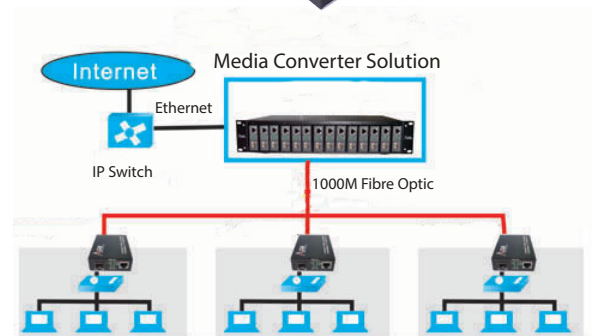 Media Converter Solution
Internet
Ethernet
IP Switch
1000M Fibre Optic